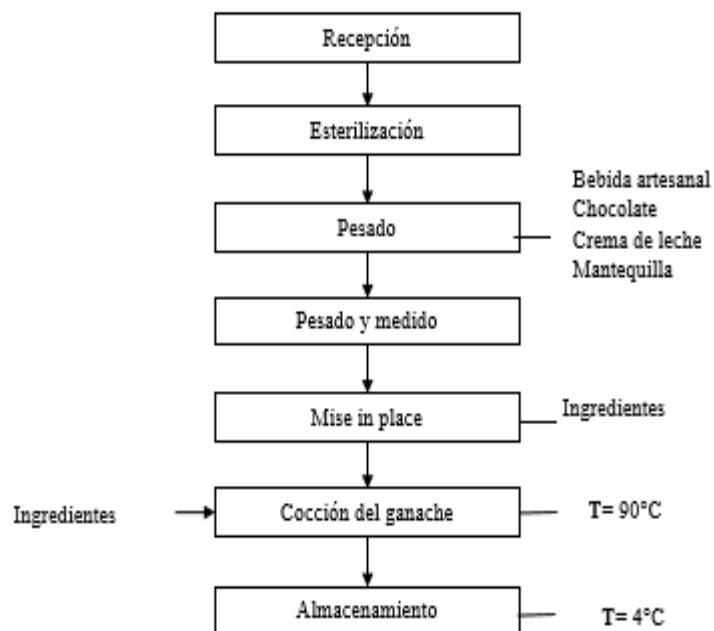 Recepción
Esterilización
Pesado
Bebida artesanal
Chocolate
Crema de leche
Mantequilla
Pesado y medido
Mise in place
Ingredientes
Ingredientes
Cocción del ganache
T= 90°C
Almacenamiento
T= 4°C